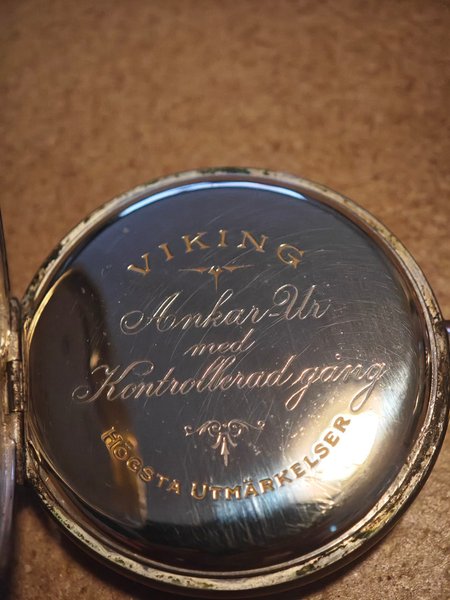 VIKING
Ankar-Ur
med
Kontrollerad gång
HÖGSTA UTMÄRKELSER